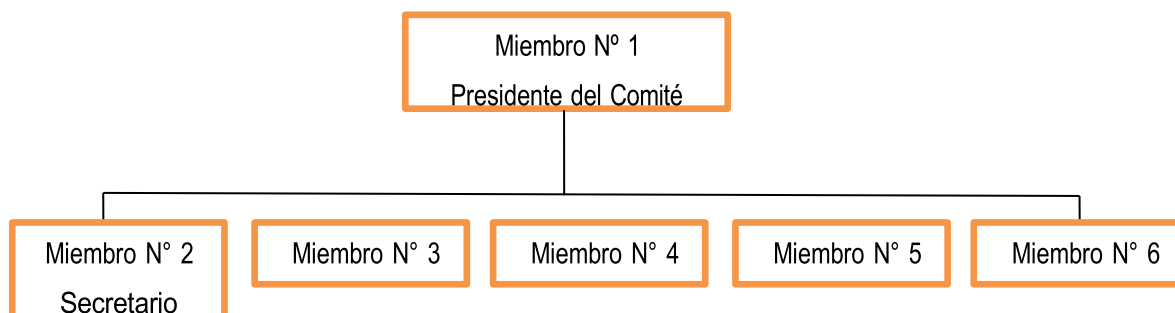 Miembro Nº 1
Presidente del Comité
Miembro N° 2
Secretario
Miembro N° 3
Miembro N° 4
Miembro N° 5
Miembro N° 6